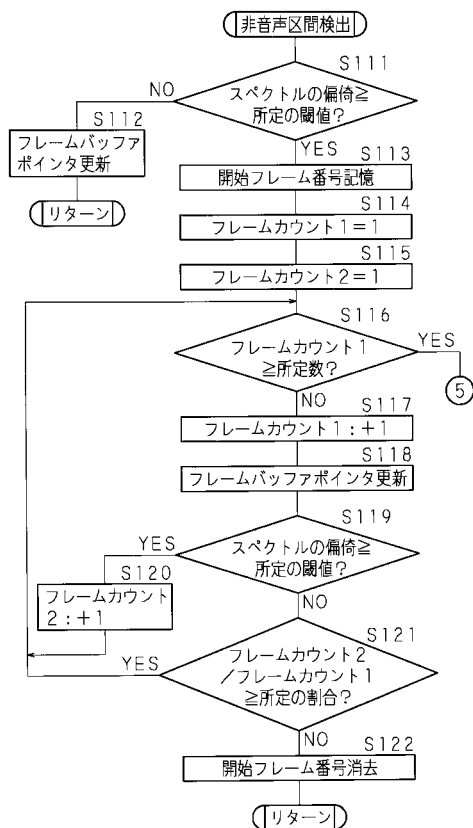 非音声区間検出
S111
スペクトルの偏倚≧
所定の閾値?
NO
YES
S112
フレームバッファ
ポインタ更新
リターン
S113
開始フレーム番号記憶
S114
フレームカウント1=1
S115
フレームカウント2=1
S116
フレームカウント1
≧所定数?
YES
5
NO
S117
フレームカウント1:+1
S118
フレームバッファポインタ更新
S119
スペクトルの偏倚≧
所定の閾値?
YES
NO
S120
フレームカウント
2:+1
S121
フレームカウント2
/フレームカウント1
≧所定の割合?
YES
NO
S122
開始フレーム番号消去
リターン